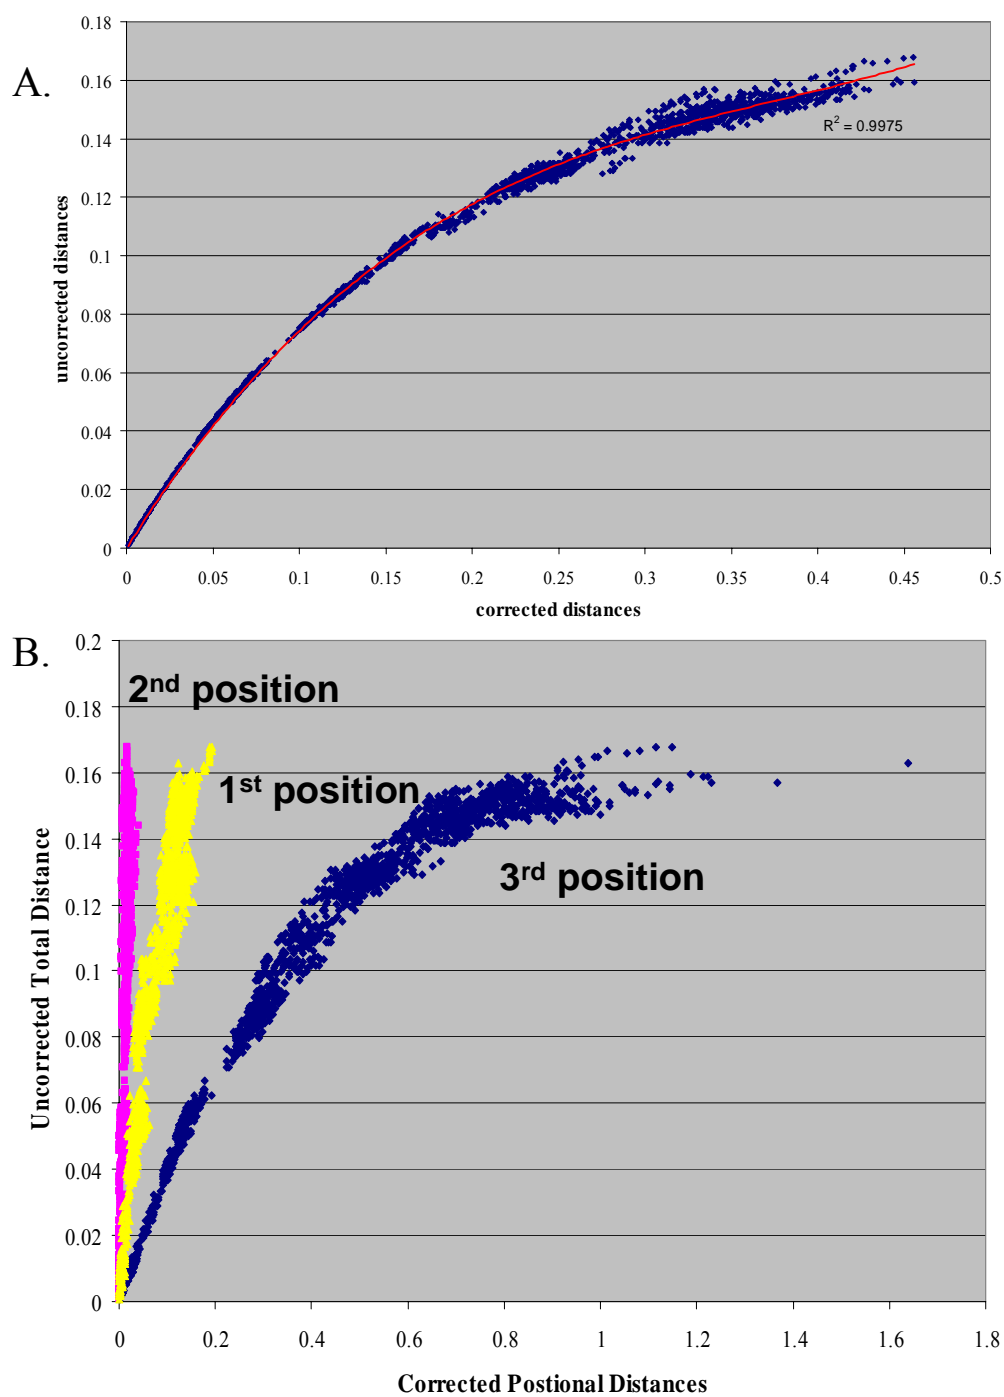 A.
0.18
0.16
0.14
0.12
0.1
0.08
0.06
0.04
0.02
0
uncorrected distances
R² = 0.9975
0 0.05 0.1 0.15 0.2 0.25 0.3 0.35 0.4 0.45 0.5
corrected distances
B.
0.2
0.18
0.16
0.14
0.12
0.1
0.08
0.06
0.04
0.02
0
Uncorrected Total Distance
2nd position
1st position
3rd position
0 0.2 0.4 0.6 0.8 1 1.2 1.4 1.6 1.8
Corrected Postional Distances